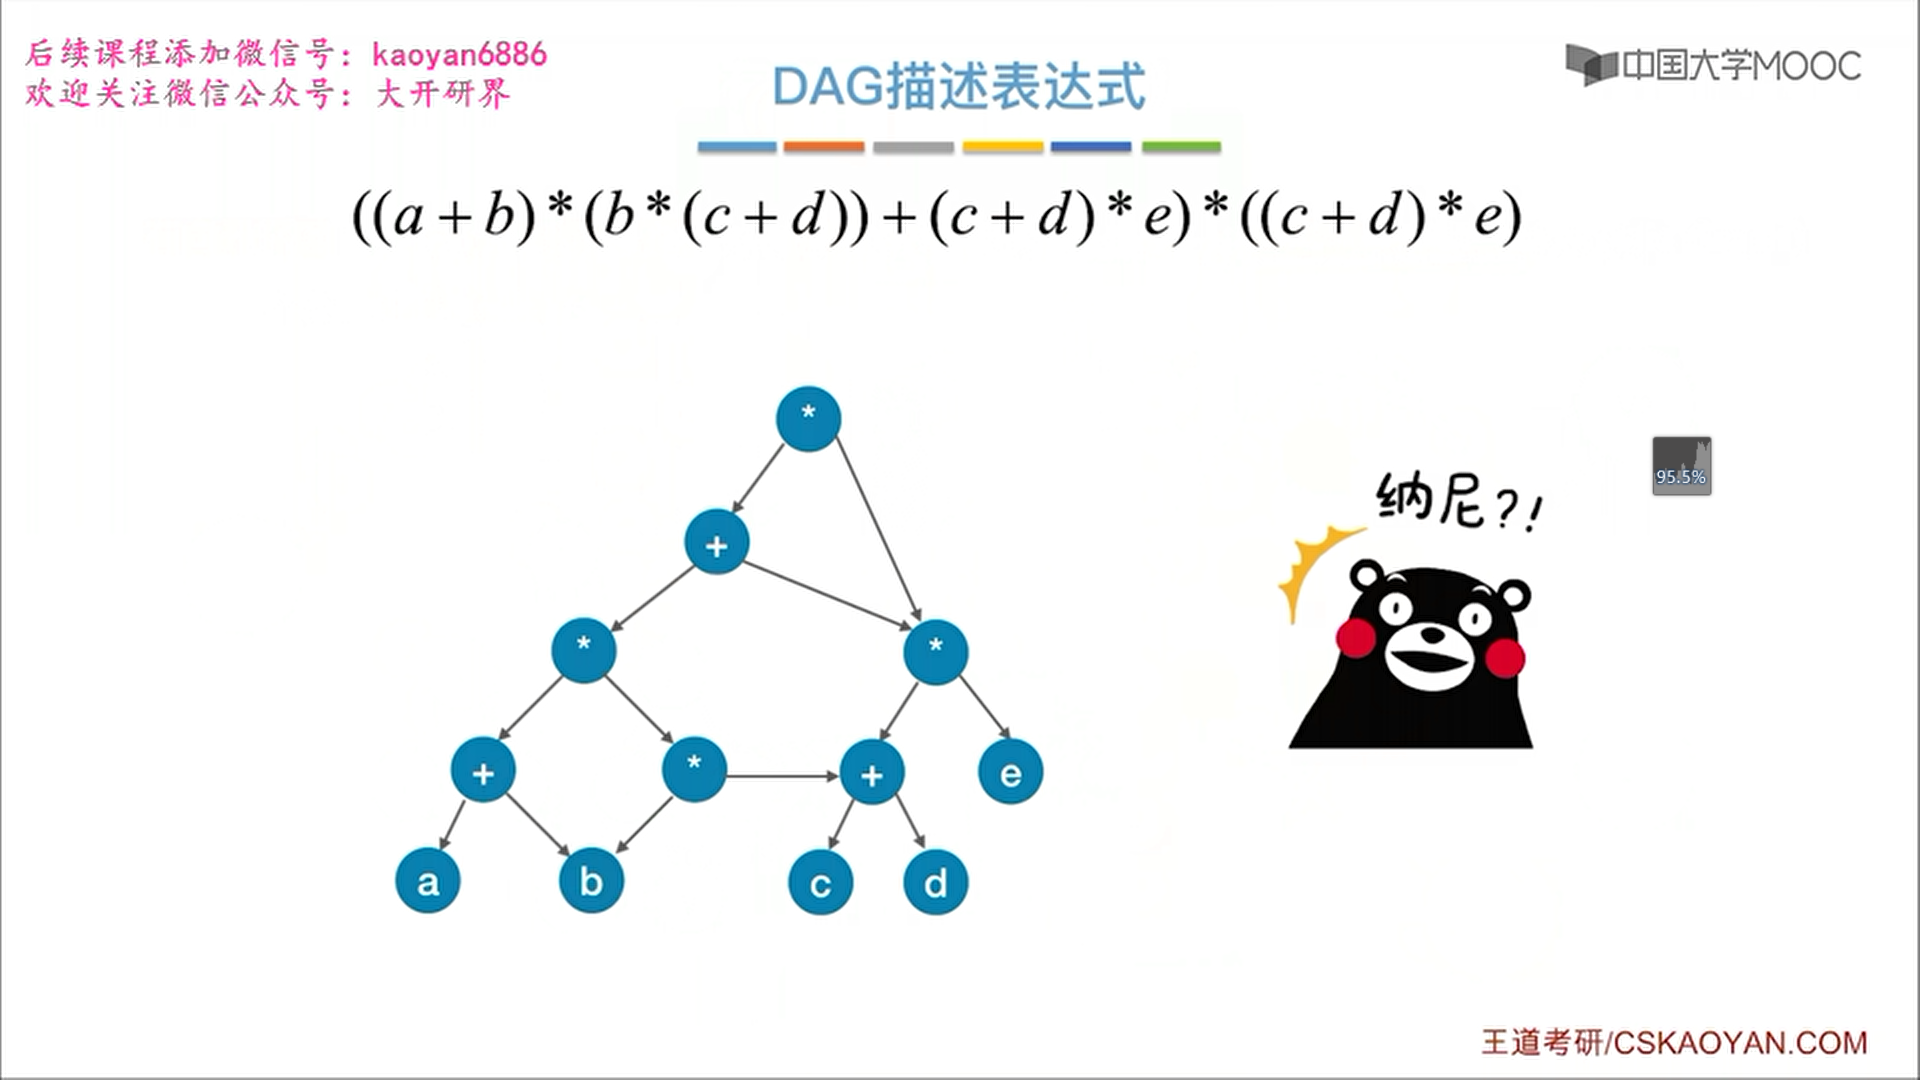 后续课程添加微信号：kaoyan6886
欢迎关注微信公众号：大开研界
中国大学MOOC
DAG描述表达式
((a+b)*(b*(c+d))+(c+d)*e)*((c+d)*e)
*
+
*
*
+
*
+
e
a
b
c
d
纳尼?!
95.5%
王道考研/CSKAOYAN.COM